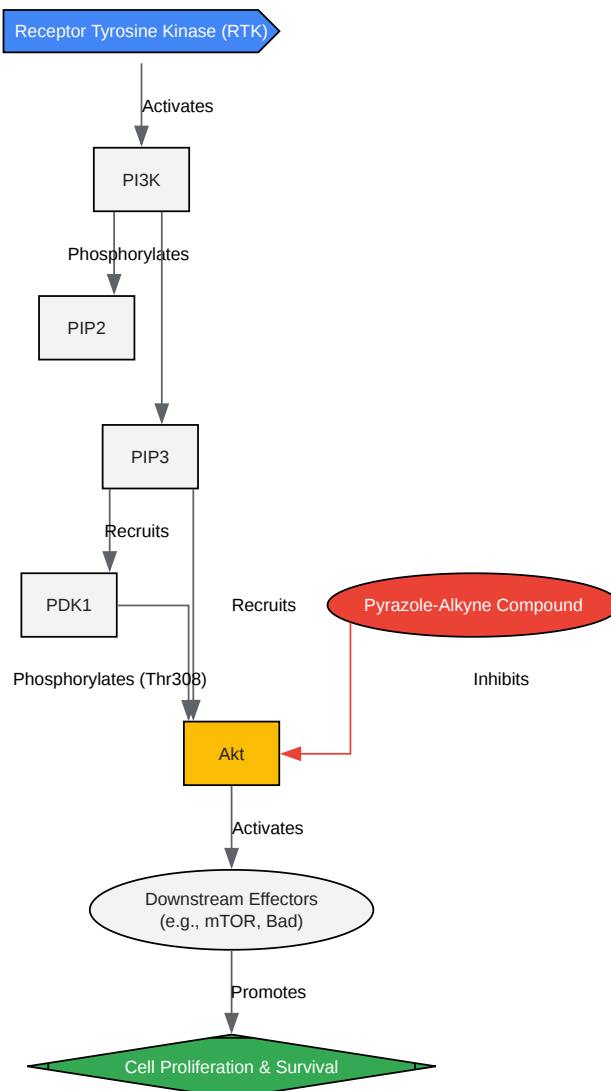 Receptor Tyrosine Kinase (RTK)
Activates
PI3K
Phosphorylates
PIP2
PIP3
Recruits
PDK1
Recruits
Pyrazole-Alkyne Compound
Phosphorylates (Thr308)
Inhibits
Akt
Activates
Downstream Effectors
(e.g., mTOR, Bad)
Promotes
Cell Proliferation & Survival